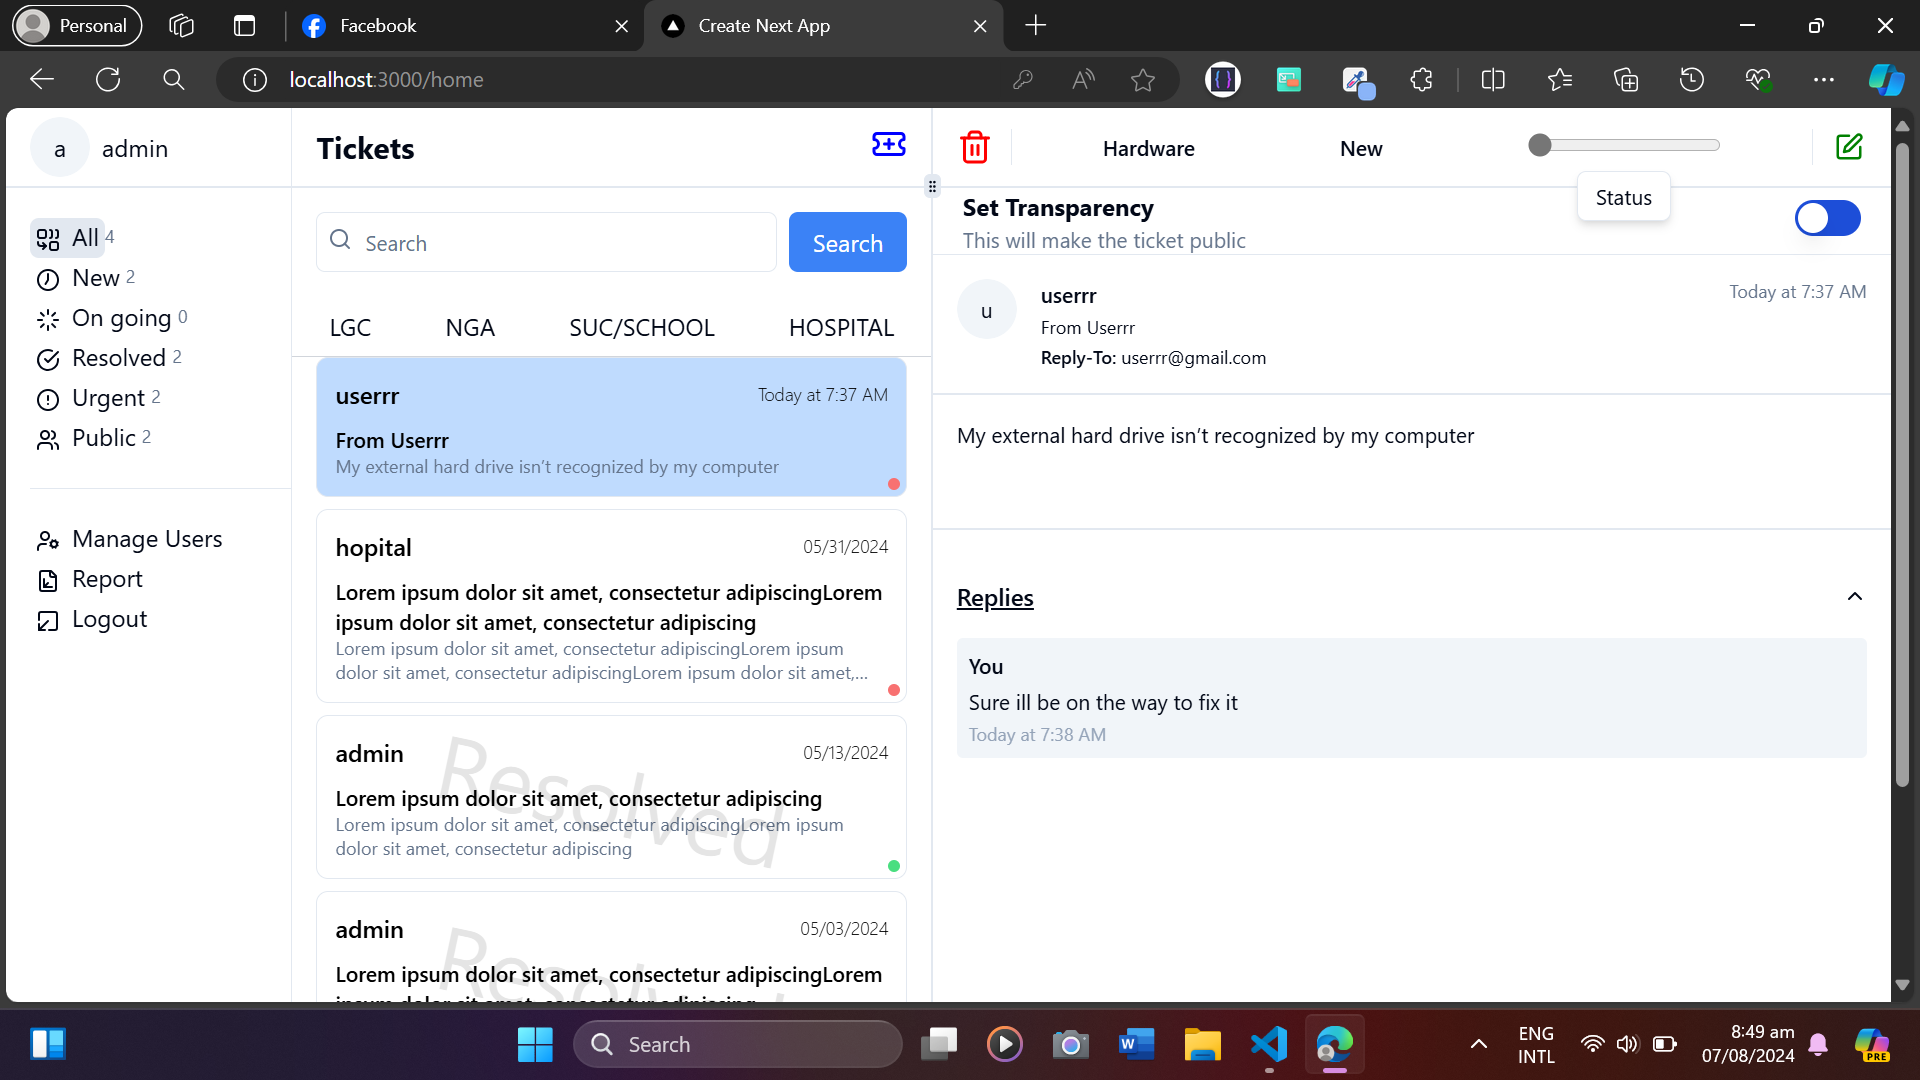 Personal
Facebook
Create Next App
localhost:3000/home
a admin
All 4
New 2
On going 0
Resolved 2
Urgent 2
Public 2
Manage Users
Report
Logout
Tickets
Search
Search
LGC NGA SUC/SCHOOL HOSPITAL
userrr Today at 7:37 AM
From Userrr
My external hard drive isn’t recognized by my computer
hopital 05/31/2024
Lorem ipsum dolor sit amet, consectetur adipiscingLorem
ipsum dolor sit amet, consectetur adipiscing
Lorem ipsum dolor sit amet, consectetur adipiscingLorem ipsum
dolor sit amet, consectetur adipiscingLorem ipsum dolor sit amet,...
admin 05/13/2024
Resolved
Lorem ipsum dolor sit amet, consectetur adipiscing
Lorem ipsum dolor sit amet, consectetur adipiscingLorem ipsum
dolor sit amet, consectetur adipiscing
admin 05/03/2024
Resolved
Lorem ipsum dolor sit amet, consectetur adipiscingLorem
ipsum dolor sit amet, consectetur adipiscing
Hardware New
Status
Set Transparency
This will make the ticket public
u
userrr Today at 7:37 AM
From Userrr
Reply-To: userrr@gmail.com
My external hard drive isn’t recognized by my computer
Replies
You
Sure ill be on the way to fix it
Today at 7:38 AM
Search
ENG
INTL
8:49 am
07/08/2024
PRE